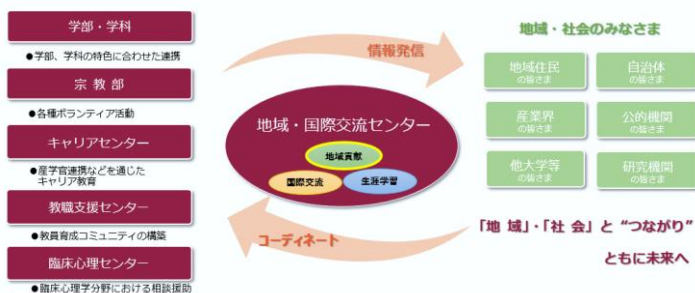 学部・学科
●学部、学科の特色に合わせた連携
宗教部
●各種ボランティア活動
キャリアセンター
●産学官連携などを通じた
キャリア教育
教職支援センター
●教員育成コミュニティの構築
臨床心理センター
●臨床心理学分野における相談援助
情報発信
地域・国際交流センター
地域貢献
国際交流
生涯学習
コーディネート
地域・社会のみなさま
地域住民
の皆さま
自治体
の皆さま
産業界
の皆さま
公的機関
の皆さま
他大学等
の皆さま
研究機関
の皆さま
「地域」・「社会」と“つながり”
ともに未来へ